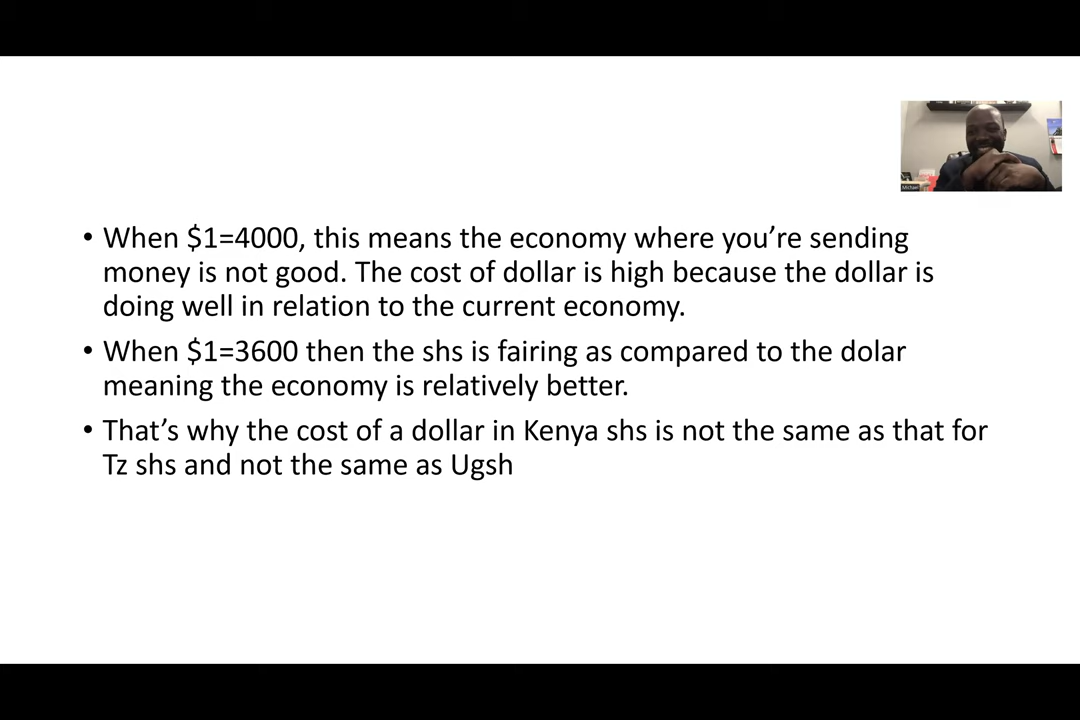 Michael
• When $1=4000, this means the economy where you’re sending
money is not good. The cost of dollar is high because the dollar is
doing well in relation to the current economy.
• When $1=3600 then the shs is fairing as compared to the dolar
meaning the economy is relatively better.
• That’s why the cost of a dollar in Kenya shs is not the same as that for
Tz shs and not the same as Ugsh